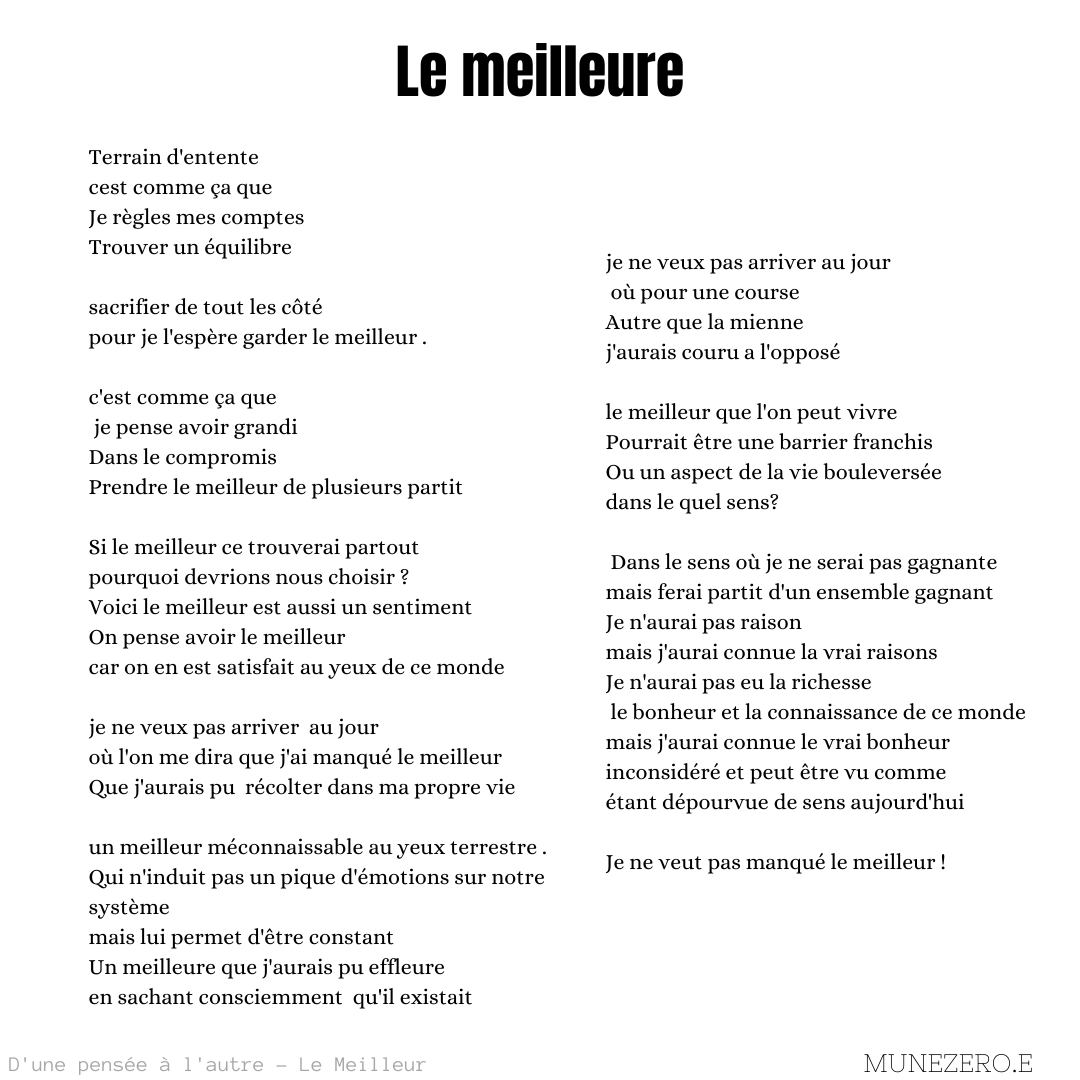 Le meilleure
Terrain d'entente
cest comme ça que
Je règles mes comptes
Trouver un équilibre
sacrifier de tout les côté
pour je l'espère garder le meilleur .
c'est comme ça que
je pense avoir grandi
Dans le compromis
Prendre le meilleur de plusieurs partit
Si le meilleur ce trouverai partout
pourquoi devrions nous choisir ?
Voici le meilleur est aussi un sentiment
On pense avoir le meilleur
car on en est satisfait au yeux de ce monde
je ne veux pas arriver  au jour
où l'on me dira que j'ai manqué le meilleur
Que j'aurais pu  récolter dans ma propre vie
un meilleur méconnaissable au yeux terrestre .
Qui n'induit pas un pique d'émotions sur notre
système
mais lui permet d'être constant
Un meilleure que j'aurais pu effleure
en sachant consciemment  qu'il existait
je ne veux pas arriver au jour
où pour une course
Autre que la mienne
j'aurais couru a l'opposé
le meilleur que l'on peut vivre
Pourrait être une barrier franchis
Ou un aspect de la vie bouleversée
dans le quel sens?
Dans le sens où je ne serai pas gagnante
mais ferai partit d'un ensemble gagnant
Je n'aurai pas raison
mais j'aurai connue la vrai raisons
Je n'aurai pas eu la richesse
le bonheur et la connaissance de ce monde
mais j'aurai connue le vrai bonheur
inconsidéré et peut être vu comme
étant dépourvue de sens aujourd'hui
Je ne veut pas manqué le meilleur !
D'une pensée à l'autre – Le Meilleur
MUNEZERO.E